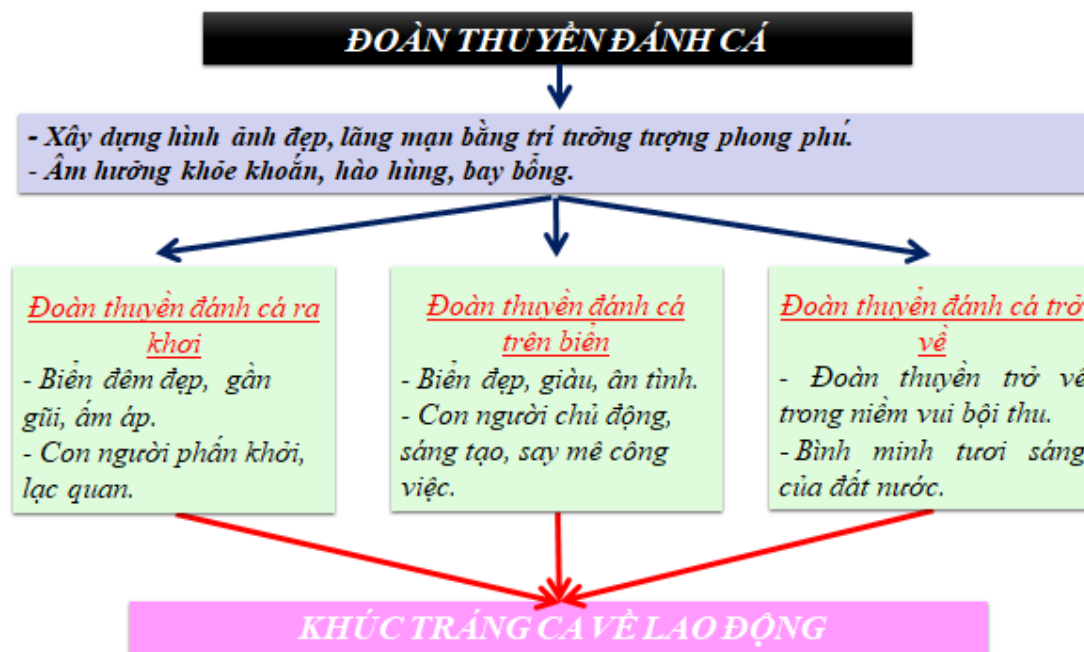 ĐOÀN THUYỀN ĐÁNH CÁ
- Xây dựng hình ảnh đẹp, lãng mạn bằng trí tưởng tượng phong phú.
- Âm hưởng khỏe khoắn, hào hùng, bay bổng.
Đoàn thuyền đánh cá ra
khơi
- Biển đêm đẹp, gần
gũi, ấm áp.
- Con người phấn khởi,
lạc quan.
Đoàn thuyền đánh cá
trên biển
- Biển đẹp, giàu, ân tình.
- Con người chủ động,
sáng tạo, say mê công
việc.
Đoàn thuyền đánh cá trở
về
- Đoàn thuyền trở về
trong niềm vui bội thu.
- Bình minh tươi sáng
của đất nước.
KHÚC TRÁNG CA VỀ LAO ĐỘNG